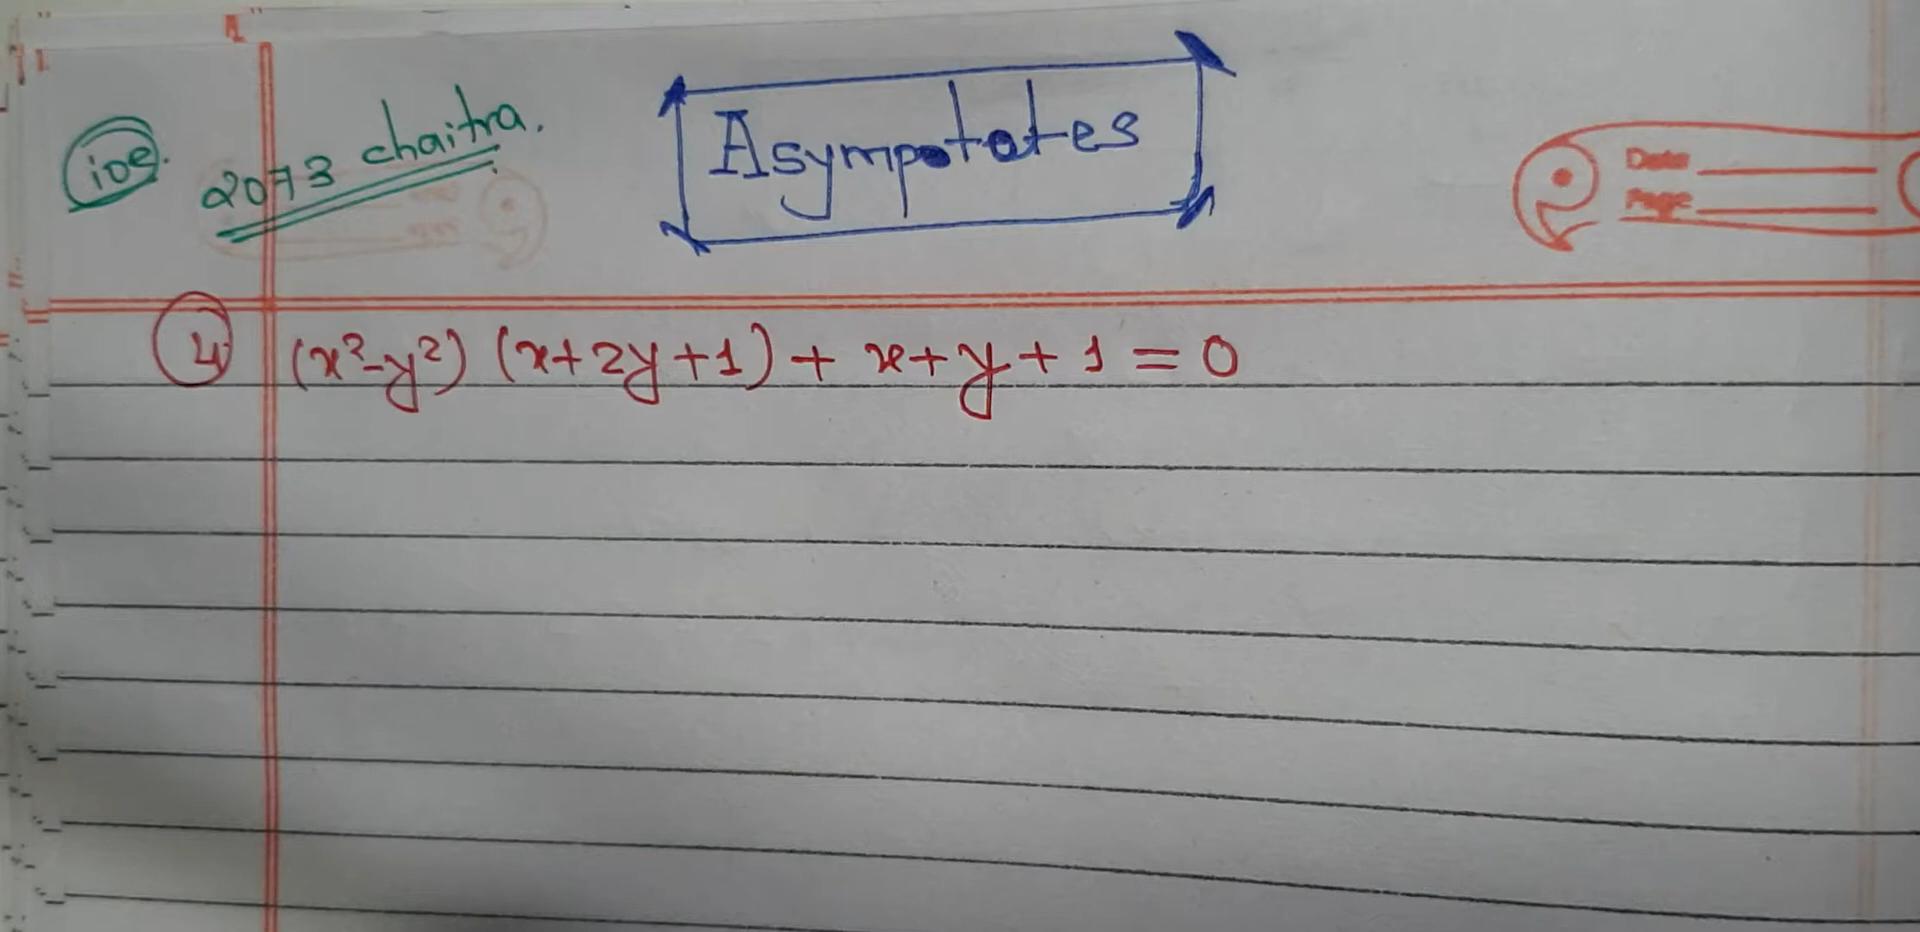 ioe.
2073 chaitra.
Asympotates
Date
Page
4 (x²-y²) (x+2y+1) + x+y+1=0